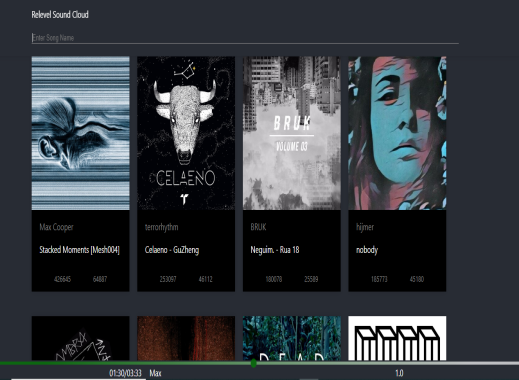 Relevel Sound Cloud
Enter Song Name
BRUK
VOLUME 03
CELAENO
Max Cooper
terrorhythm
BRUK
hijmer
Stacked Moments [Mesh004]
Celaeno - GuZheng
Neguim. - Rua 18
nobody
426645 64887
253097 46112
180078 25589
185773 45180
DEAD
01:30/03:33 Max
1.0